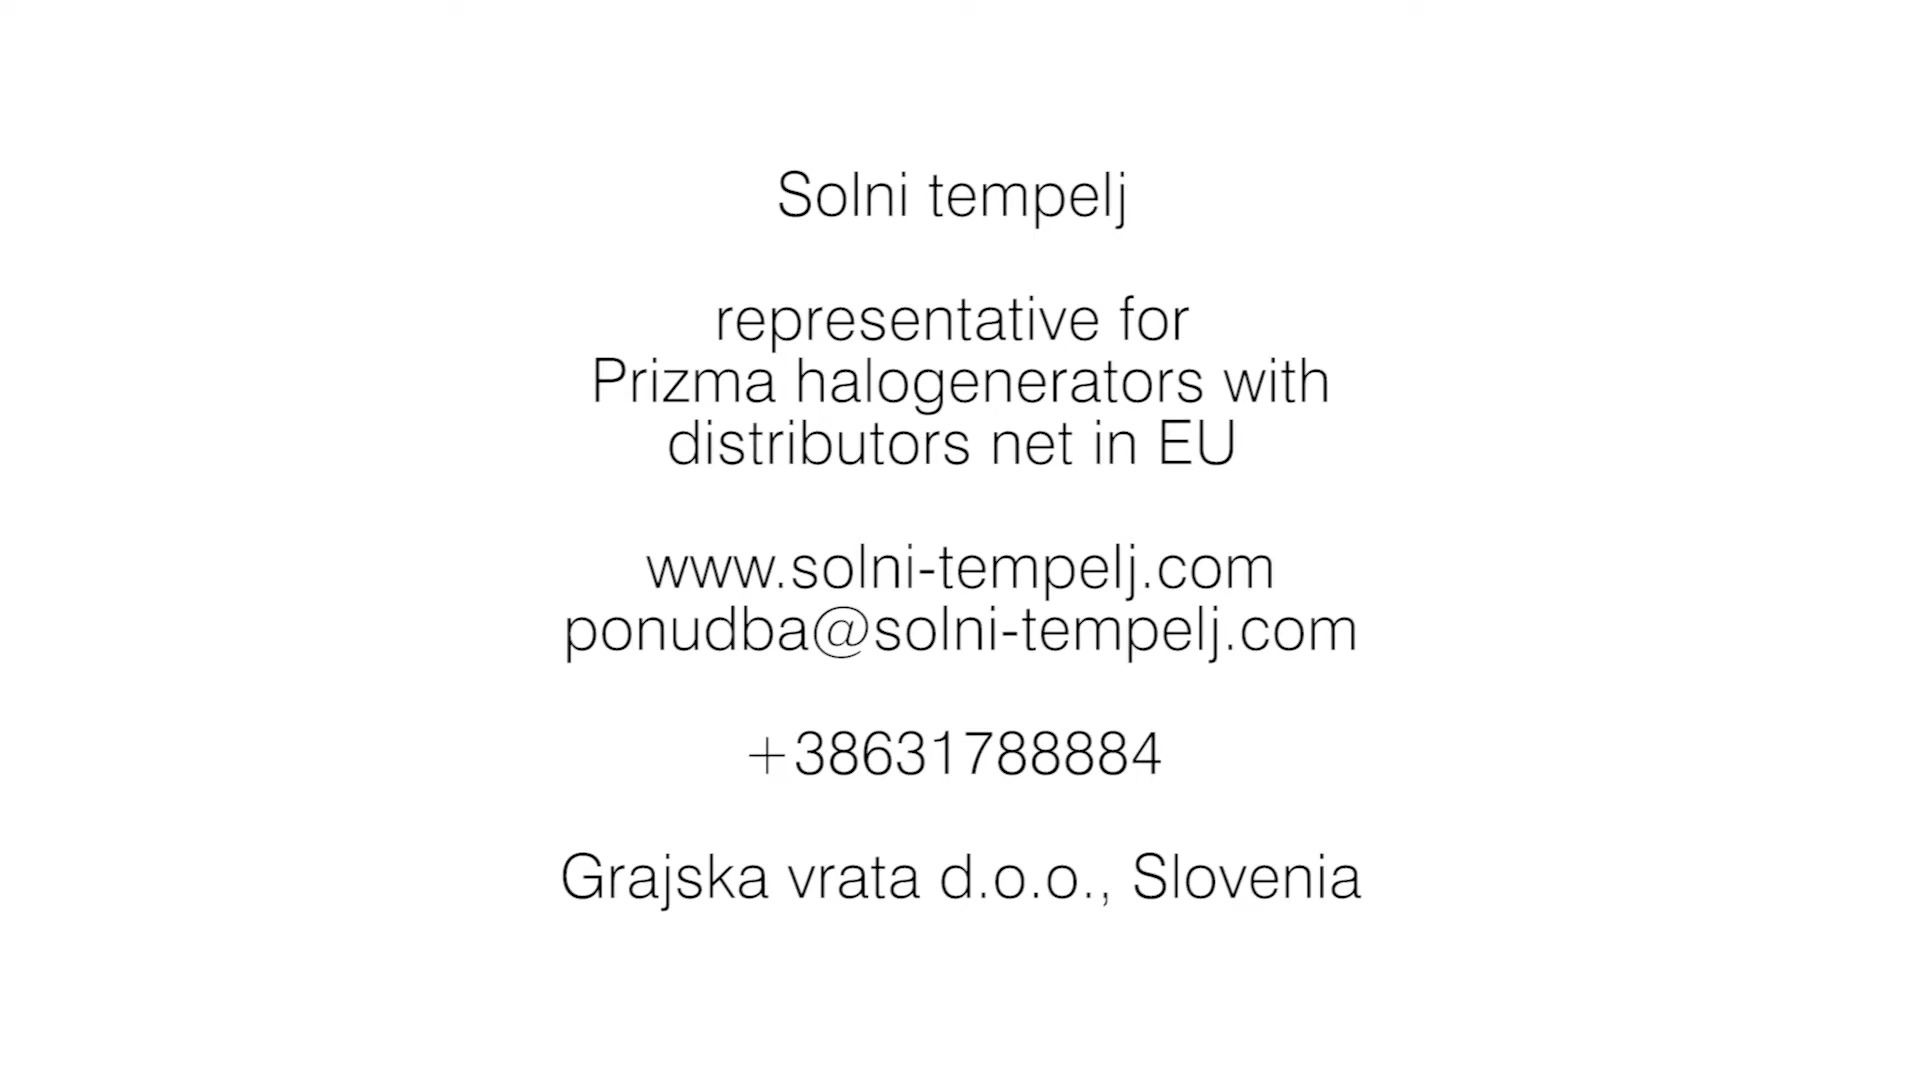 Solni tempelj
representative for
Prizma halogenerators with
distributors net in EU
www.solni-tempelj.com
ponudba@solni-tempelj.com
+38631788884
Grajska vrata d.o.o., Slovenia